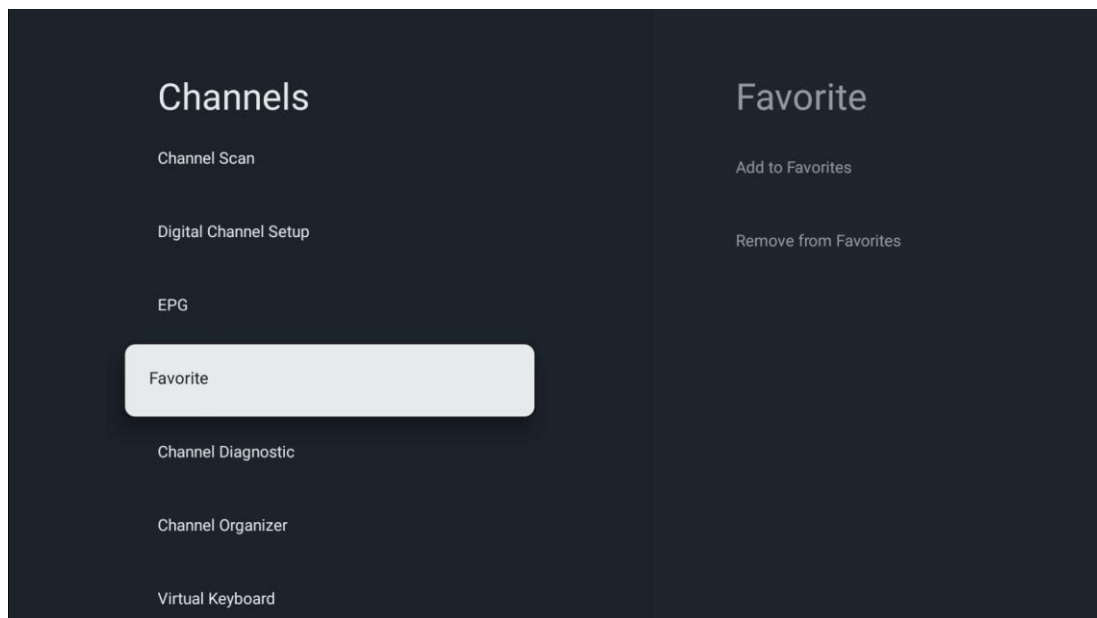 Channels
Channel Scan
Digital Channel Setup
EPG
Favorite
Channel Diagnostic
Channel Organizer
Virtual Keyboard
Favorite
Add to Favorites
Remove from Favorites